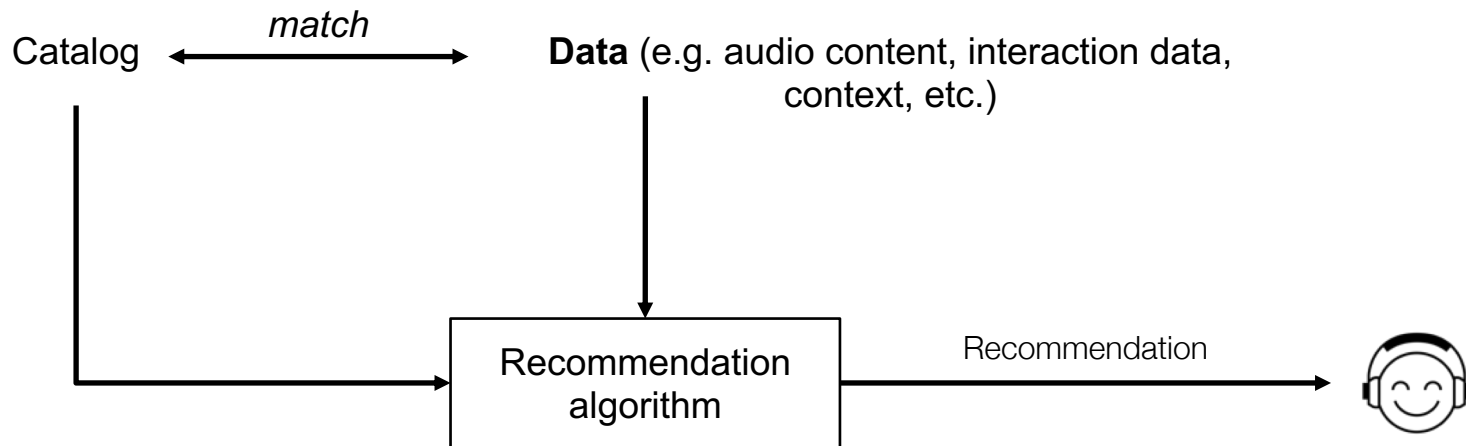 match
Catalog
Data (e.g. audio content, interaction data,
context, etc.)
Recommendation
algorithm
Recommendation